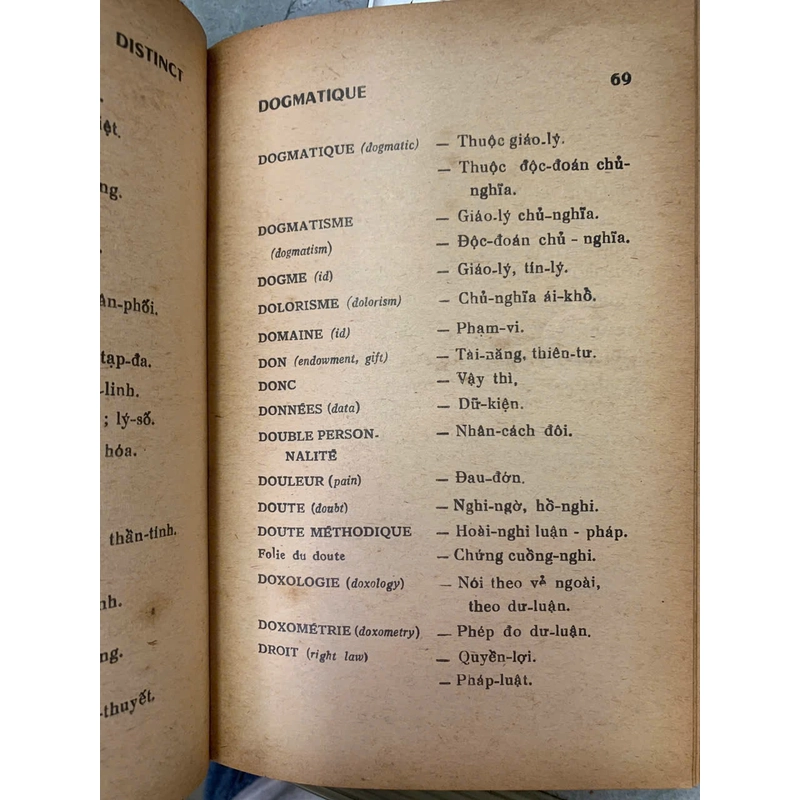 DISTINCT
ân-phối.
tạp-đa.
-linh.
; lý-số.
hóa.
thần-tính.
-thuyết.
DOGMATIQUE 69
DOGMATIQUE (dogmatic) — Thuộc giáo-lý.
— Thuộc độc-đoán chủ-
nghĩa.
DOGMATISME — Giáo-lý chủ-nghĩa.
(dogmatism) — Độc-đoán chủ - nghĩa.
DOGME (id) — Giáo-lý, tín-lý.
DOLORISME (dolorism) — Chủ-nghĩa ái-khổ.
DOMAINE (id) — Phạm-vi.
DON (endowment, gift) — Tài-năng, thiên-tư.
DONC — Vậy thì,
DONNÉES (data) — Dữ-kiện.
DOUBLE PERSON- — Nhân-cách đôi.
NALITÉ
DOULEUR (pain) — Đau-đớn.
DOUTE (doubt) — Nghi-ngờ, hồ-nghi.
DOUTE MÉTHODIQUE — Hoài-nghi luận - pháp.
Folie du doute — Chứng cuồng-nghi.
DOXOLOGIE (doxology) — Nói theo vẻ ngoài,
theo dư-luận.
DOXOMÉTRIE (doxometry) — Phép đo dư-luận.
DROIT (right law) — Quyền-lợi.
— Pháp-luật.